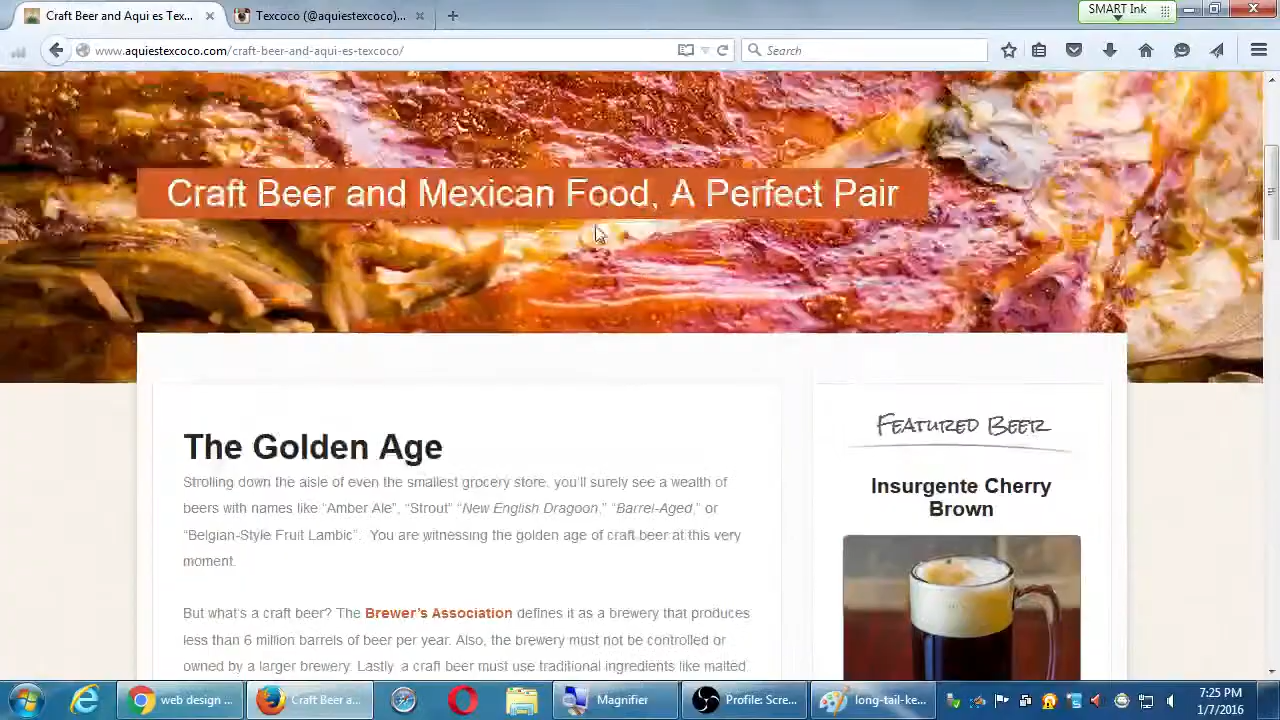 SMART Ink
Craft Beer and Aqui es Tex...
Texcoco (@aquiestexcoco)...
www.aquiestexcoco.com/craft-beer-and-aqui-es-texcoco/
Search
Craft Beer and Mexican Food, A Perfect Pair
The Golden Age
Strolling down the aisle of even the smallest grocery store, you'll surely see a wealth of
beers with names like “Amber Ale”, “Strout” “New English Dragoon,” “Barrel-Aged,” or
“Belgian-Style Fruit Lambic”.  You are witnessing the golden age of craft beer at this very
moment.
But what's a craft beer? The Brewer's Association defines it as a brewery that produces
less than 6 million barrels of beer per year. Also, the brewery must not be controlled or
owned by a larger brewery. Lastly, a craft beer must use traditional ingredients like malted
Featured Beer
Insurgente Cherry
Brown
web design ...
Craft Beer a...
Magnifier
Profile: Scre...
long-tail-ke...
7:25 PM
1/7/2016